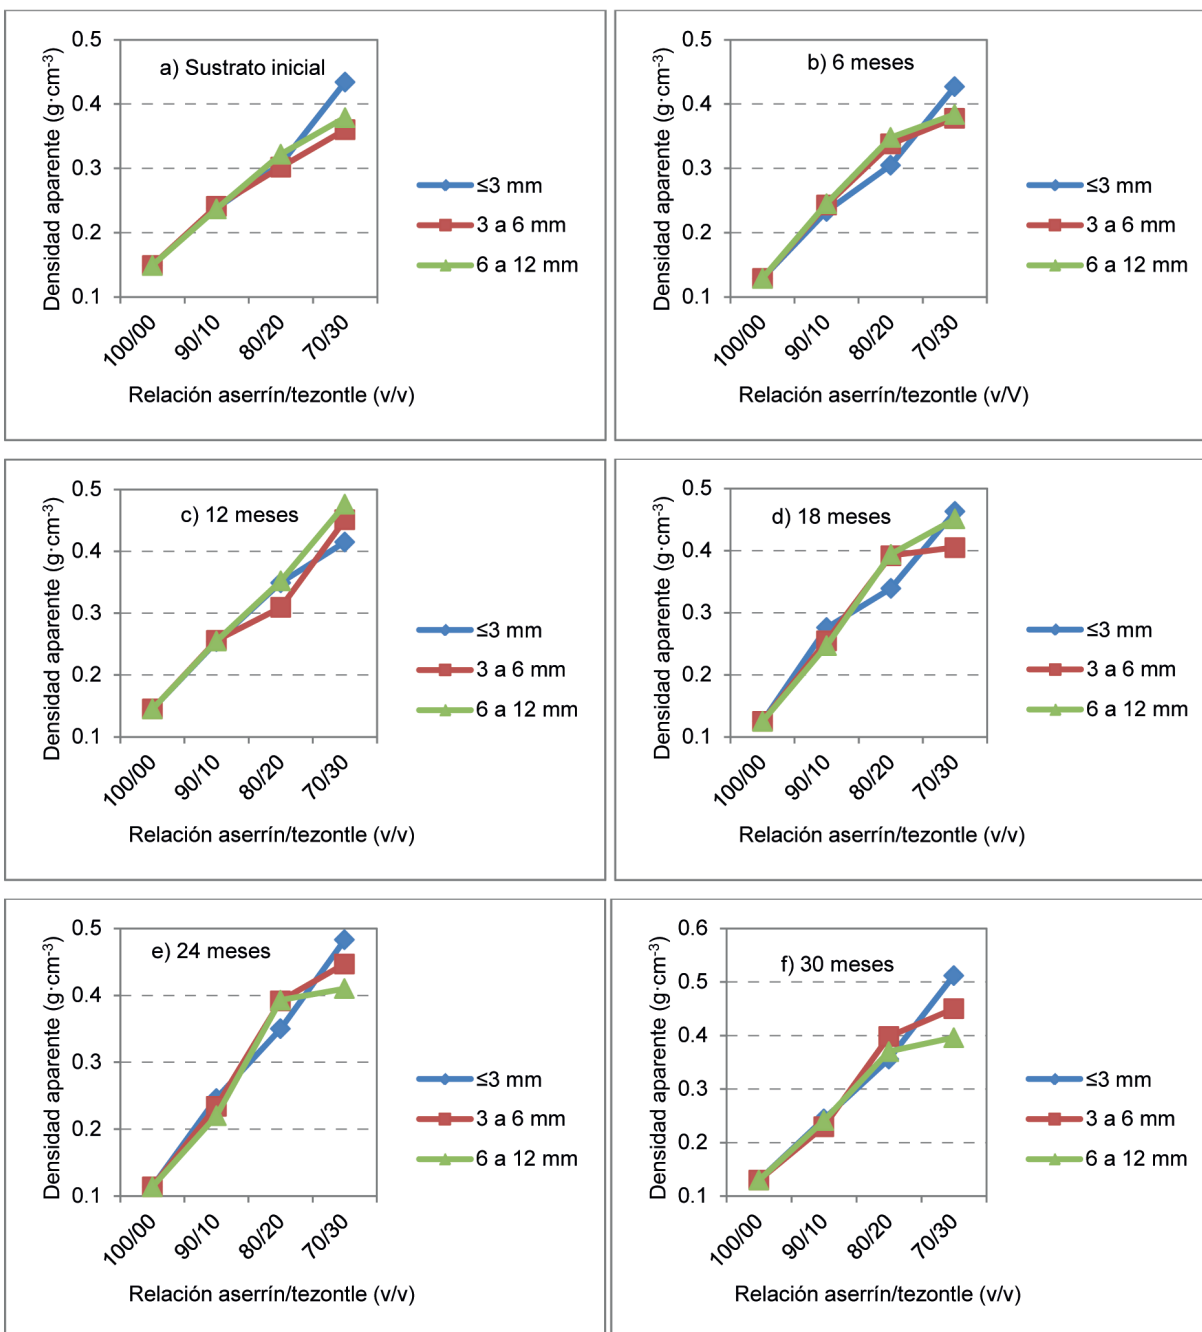 a) Sustrato inicial
Densidad aparente (g·cm-3)
0.5
0.4
0.3
0.2
0.1
100/00
90/10
80/20
70/30
Relación aserrín/tezontle (v/v)
≤3 mm
3 a 6 mm
6 a 12 mm
b) 6 meses
Densidad aparente (g·cm-3)
0.5
0.4
0.3
0.2
0.1
100/00
90/10
80/20
70/30
Relación aserrín/tezontle (v/V)
≤3 mm
3 a 6 mm
6 a 12 mm
c) 12 meses
Densidad aparente (g·cm-3)
0.5
0.4
0.3
0.2
0.1
100/00
90/10
80/20
70/30
Relación aserrín/tezontle (v/v)
≤3 mm
3 a 6 mm
6 a 12 mm
d) 18 meses
Densidad aparente (g·cm-3)
0.5
0.4
0.3
0.2
0.1
100/00
90/10
80/20
70/30
Relación aserrín/tezontle (v/v)
≤3 mm
3 a 6 mm
6 a 12 mm
e) 24 meses
Densidad aparente (g·cm-3)
0.5
0.4
0.3
0.2
0.1
100/00
90/10
80/20
70/30
Relación aserrín/tezontle (v/v)
≤3 mm
3 a 6 mm
6 a 12 mm
f) 30 meses
Densidad aparente (g·cm-3)
0.6
0.5
0.4
0.3
0.2
0.1
100/00
90/10
80/20
70/30
Relación aserrín/tezontle (v/v)
≤3 mm
3 a 6 mm
6 a 12 mm